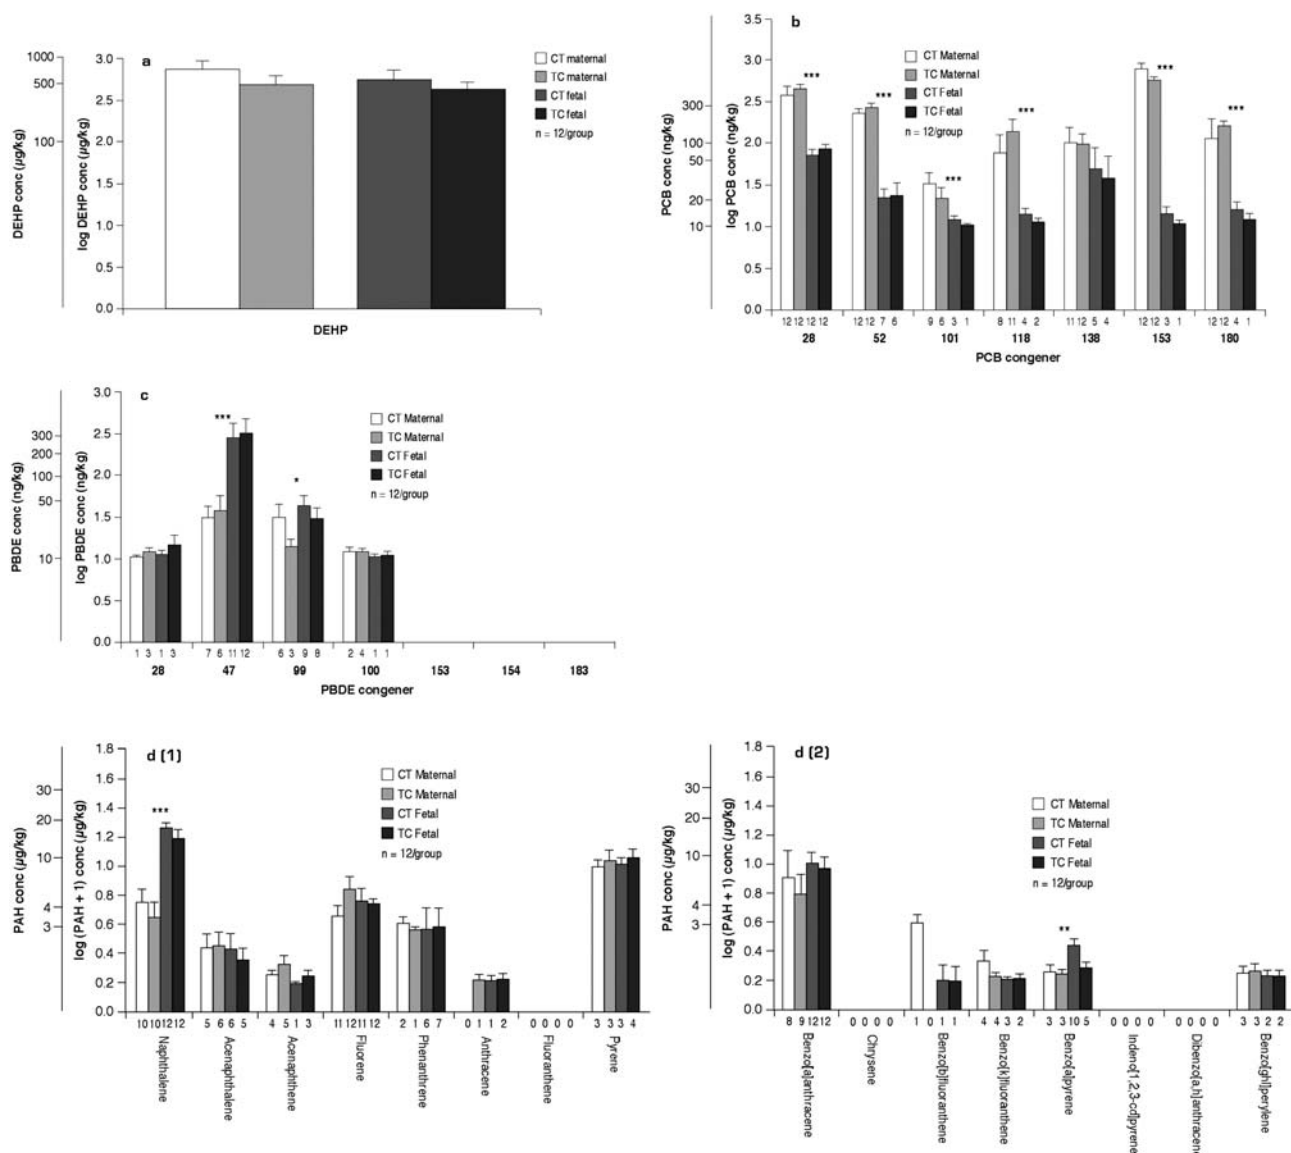 a
DEHP conc (µg/kg)
1000
500
100
log DEHP conc (µg/kg)
3.0
2.5
2.0
1.5
1.0
0.5
0.0
CT maternal
TC maternal
CT fetal
TC fetal
n = 12/group
DEHP
b
PCB conc (ng/kg)
300
100
50
20
10
log PCB conc (ng/kg)
3.5
3.0
2.5
2.0
1.5
1.0
0.5
0.0
CT Maternal
TC Maternal
CT Fetal
TC Fetal
n = 12/group
*** *** *** *** *** ***
12 12 12 12 12 12 7 6 9 6 3 1 8 11 4 2 11 12 5 4 12 12 3 1 12 12 4 1
28 52 101 118 138 153 180
PCB congener
c
PBDE conc (ng/kg)
300
200
100
50
10
log PBDE conc (ng/kg)
3.0
2.5
2.0
1.5
1.0
0.5
0.0
CT Maternal
TC Maternal
CT Fetal
TC Fetal
n = 12/group
*** *
1 3 1 3 7 6 11 12 6 3 9 8 2 4 1 1
28 47 99 100 153 154 183
PBDE congener
d (1)
PAH conc (µg/kg)
30
20
10
4
3
log (PAH + 1) conc (µg/kg)
1.8
1.6
1.4
1.2
1.0
0.8
0.6
0.4
0.2
0.0
CT Maternal
TC Maternal
CT Fetal
TC Fetal
n = 12/group
***
10 10 12 12 5 6 6 5 4 5 1 3 11 12 11 12 2 1 6 7 0 1 1 2 0 0 0 0 3 3 3 4
Naphthalene
Acenaphthalene
Acenaphthene
Fluorene
Phenanthrene
Anthracene
Fluoranthene
Pyrene
d (2)
PAH conc (µg/kg)
30
20
10
4
3
log (PAH + 1) conc (µg/kg)
1.8
1.6
1.4
1.2
1.0
0.8
0.6
0.4
0.2
0.0
CT Maternal
TC Maternal
CT Fetal
TC Fetal
n = 12/group
**
8 9 12 12 0 0 0 0 1 0 1 1 4 4 3 2 3 3 10 5 0 0 0 0 0 0 0 0 3 3 2 2
Benzo[a]anthracene
Chrysene
Benzo[b]fluoranthene
Benzo[k]fluoranthene
Benzo[a]pyrene
Indeno[1,2,3-cd]pyrene
Dibenzo[a,h]anthracene
Benzo[ghl]perylene